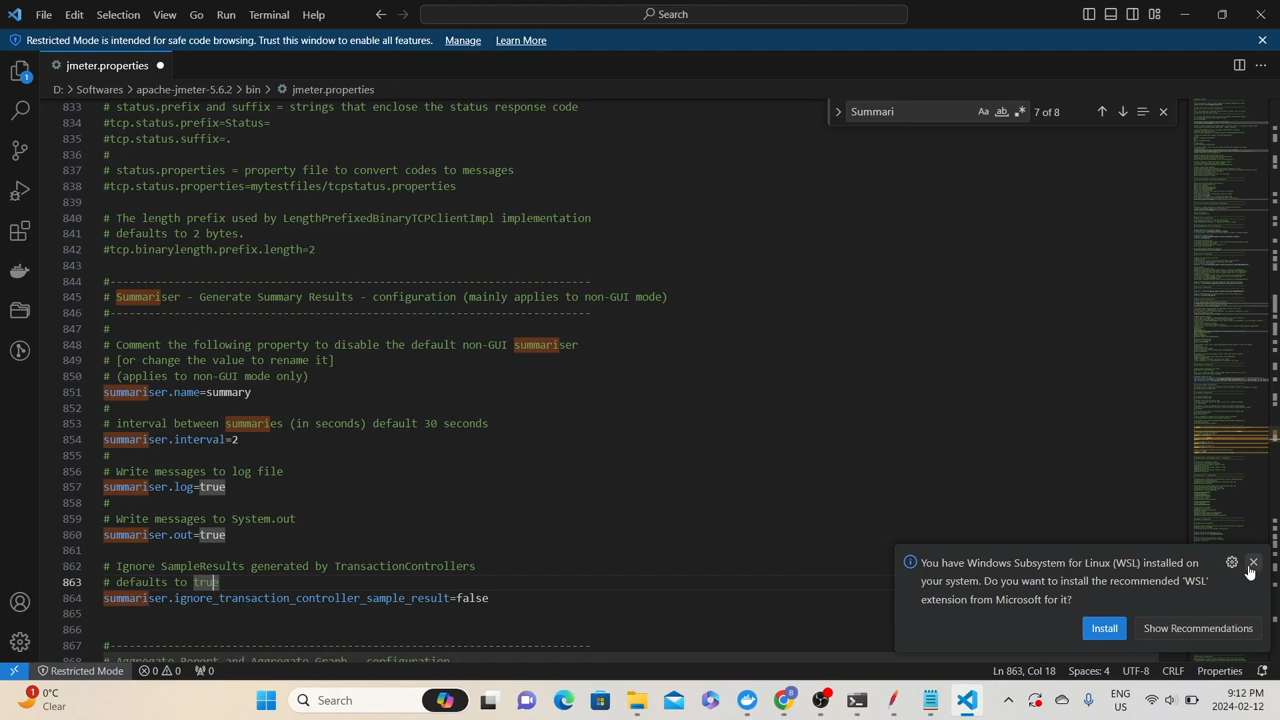 File Edit Selection View Go Run Terminal Help
Search
Restricted Mode is intended for safe code browsing. Trust this window to enable all features. Manage Learn More
jmeter.properties
D: > Softwares > apache-jmeter-5.6.2 > bin > jmeter.properties
Summari Aa ab 7 of 8
833 # status.prefix and suffix = strings that enclose the status response code
834 #tcp.status.prefix=Status=
835 #tcp.status.suffix=.
836 #
837 # status.properties = property file to convert codes to messages
838 #tcp.status.properties=mytestfiles/tcpstatus.properties
839
840 # The length prefix used by LengthPrefixedBinaryTCPClientImpl implementation
841 # defaults to 2 bytes.
842 #tcp.binarylength.prefix.length=2
843
844 #---------------------------------------------------------------------------
845 # Summariser - Generate Summary Results - configuration (mainly applies to non-GUI mode)
846 #---------------------------------------------------------------------------
847 #
848 # Comment the following property to disable the default non-GUI summariser
849 # [or change the value to rename it]
850 # (applies to non-GUI mode only)
851 summariser.name=summary
852 #
853 # interval between summaries (in seconds) default 30 seconds
854 summariser.interval=2
855 #
856 # Write messages to log file
857 summariser.log=true
858 #
859 # Write messages to System.out
860 summariser.out=true
861
862 # Ignore SampleResults generated by TransactionControllers
863 # defaults to tru
864 summariser.ignore_transaction_controller_sample_result=false
865
866
867 #---------------------------------------------------------------------------
868 # Aggregate Report and Aggregate Graph - configuration
You have Windows Subsystem for Linux (WSL) installed on
your system. Do you want to install the recommended 'WSL'
extension from Microsoft for it?
Install Show Recommendations
1
Restricted Mode 0 0 0 Ln 863, Col 18 Spaces: 4 UTF-8 CRLF Properties
1 0°C
Clear
Search
B
ENG
US
9:12 PM
2024-02-12